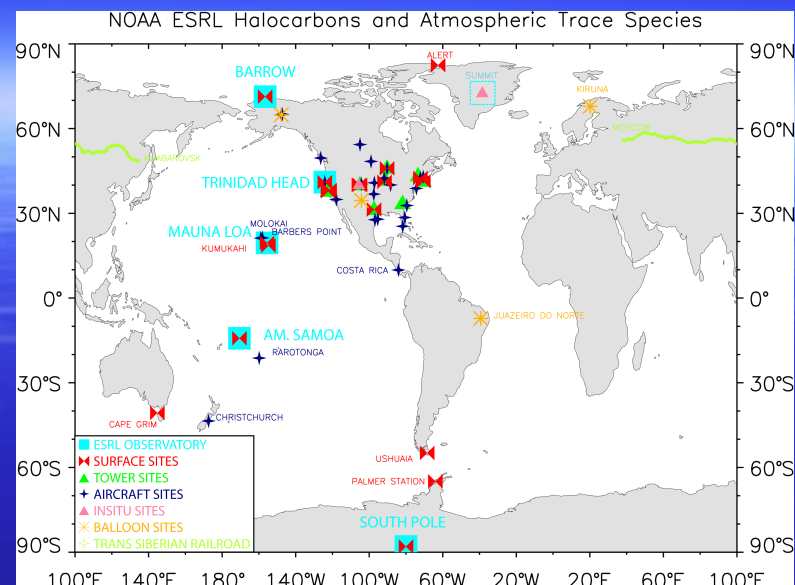 NOAA ESRL Halocarbons and Atmospheric Trace Species
90°N 90°N
ALERT
BARROW
SUMMIT
KIRUNA
60°N 60°N
MOSCOW
KHABAROVSK
TRINIDAD HEAD
30°N 30°N
MOLOKAI
MAUNA LOA BARBERS POINT
KUMUKAHI
COSTA RICA
0° 0°
JUAZEIRO DO NORTE
AM. SAMOA
RAROTONGA
30°S 30°S
CAPE GRIM
CHRISTCHURCH
ESRL OBSERVATORY
SURFACE SITES
TOWER SITES
AIRCRAFT SITES
INSITU SITES
BALLOON SITES
TRANS SIBERIAN RAILROAD
USHUAIA
60°S 60°S
PALMER STATION
SOUTH POLE
90°S 90°S
100°E 140°E 180° 140°W 100°W 60°W 20°W 20°E 60°E 100°E